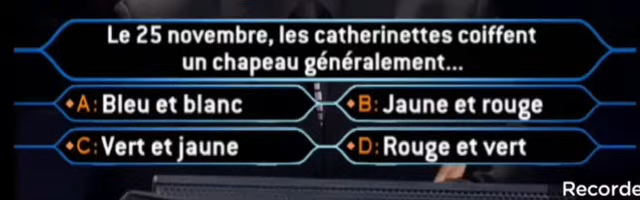 Le 25 novembre, les catherinettes coiffent
un chapeau généralement...
A: Bleu et blanc
B: Jaune et rouge
C: Vert et jaune
D: Rouge et vert
Recorde